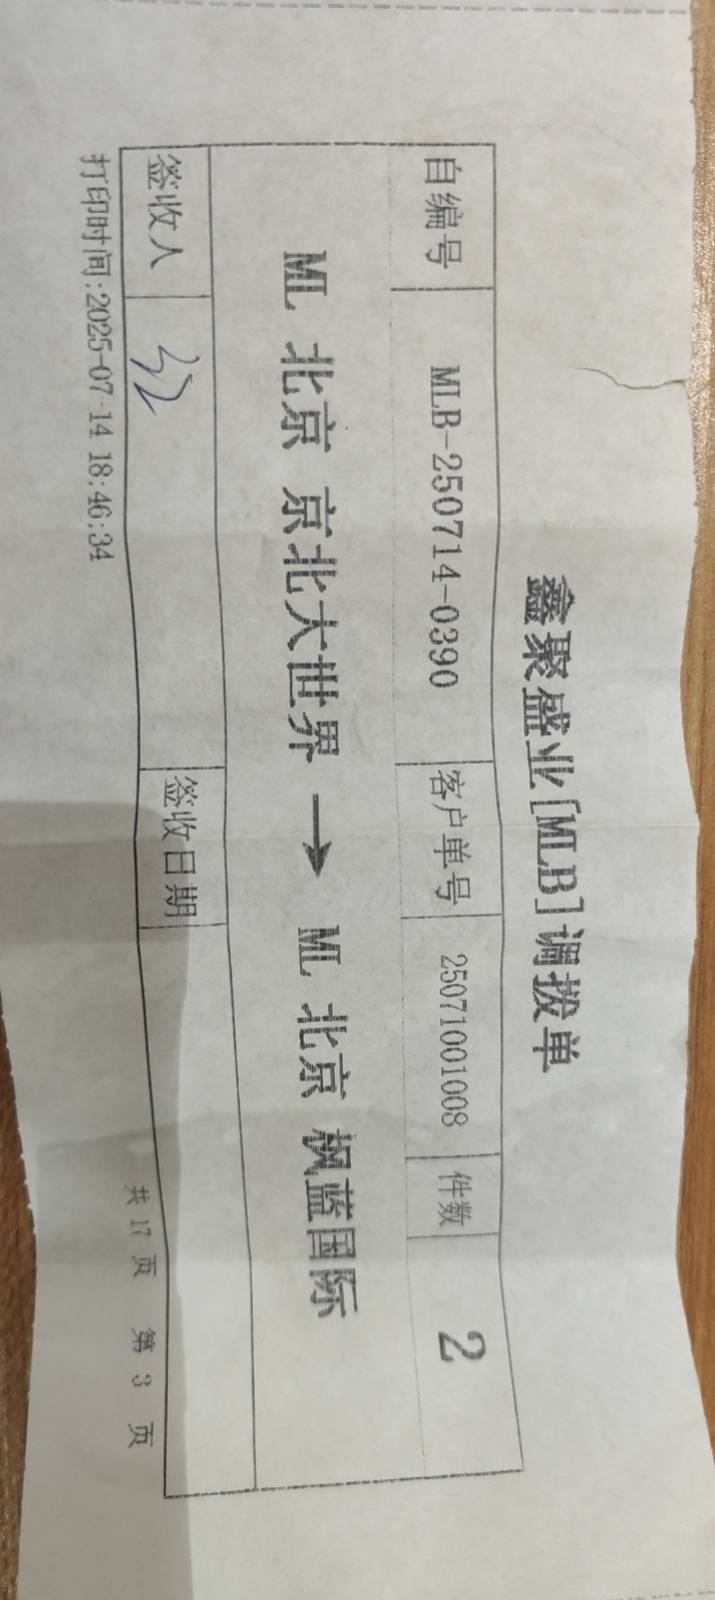 鑫聚盛业[MLB]调拨单
自编号 MLB-250714-0390 客户单号 25071001008 件数 2
ML 北京 京北大世界 → ML 北京 枫蓝国际
签收人 签收日期
打印时间:2025-07-14 18:46:34 共 17 页 第 3 页